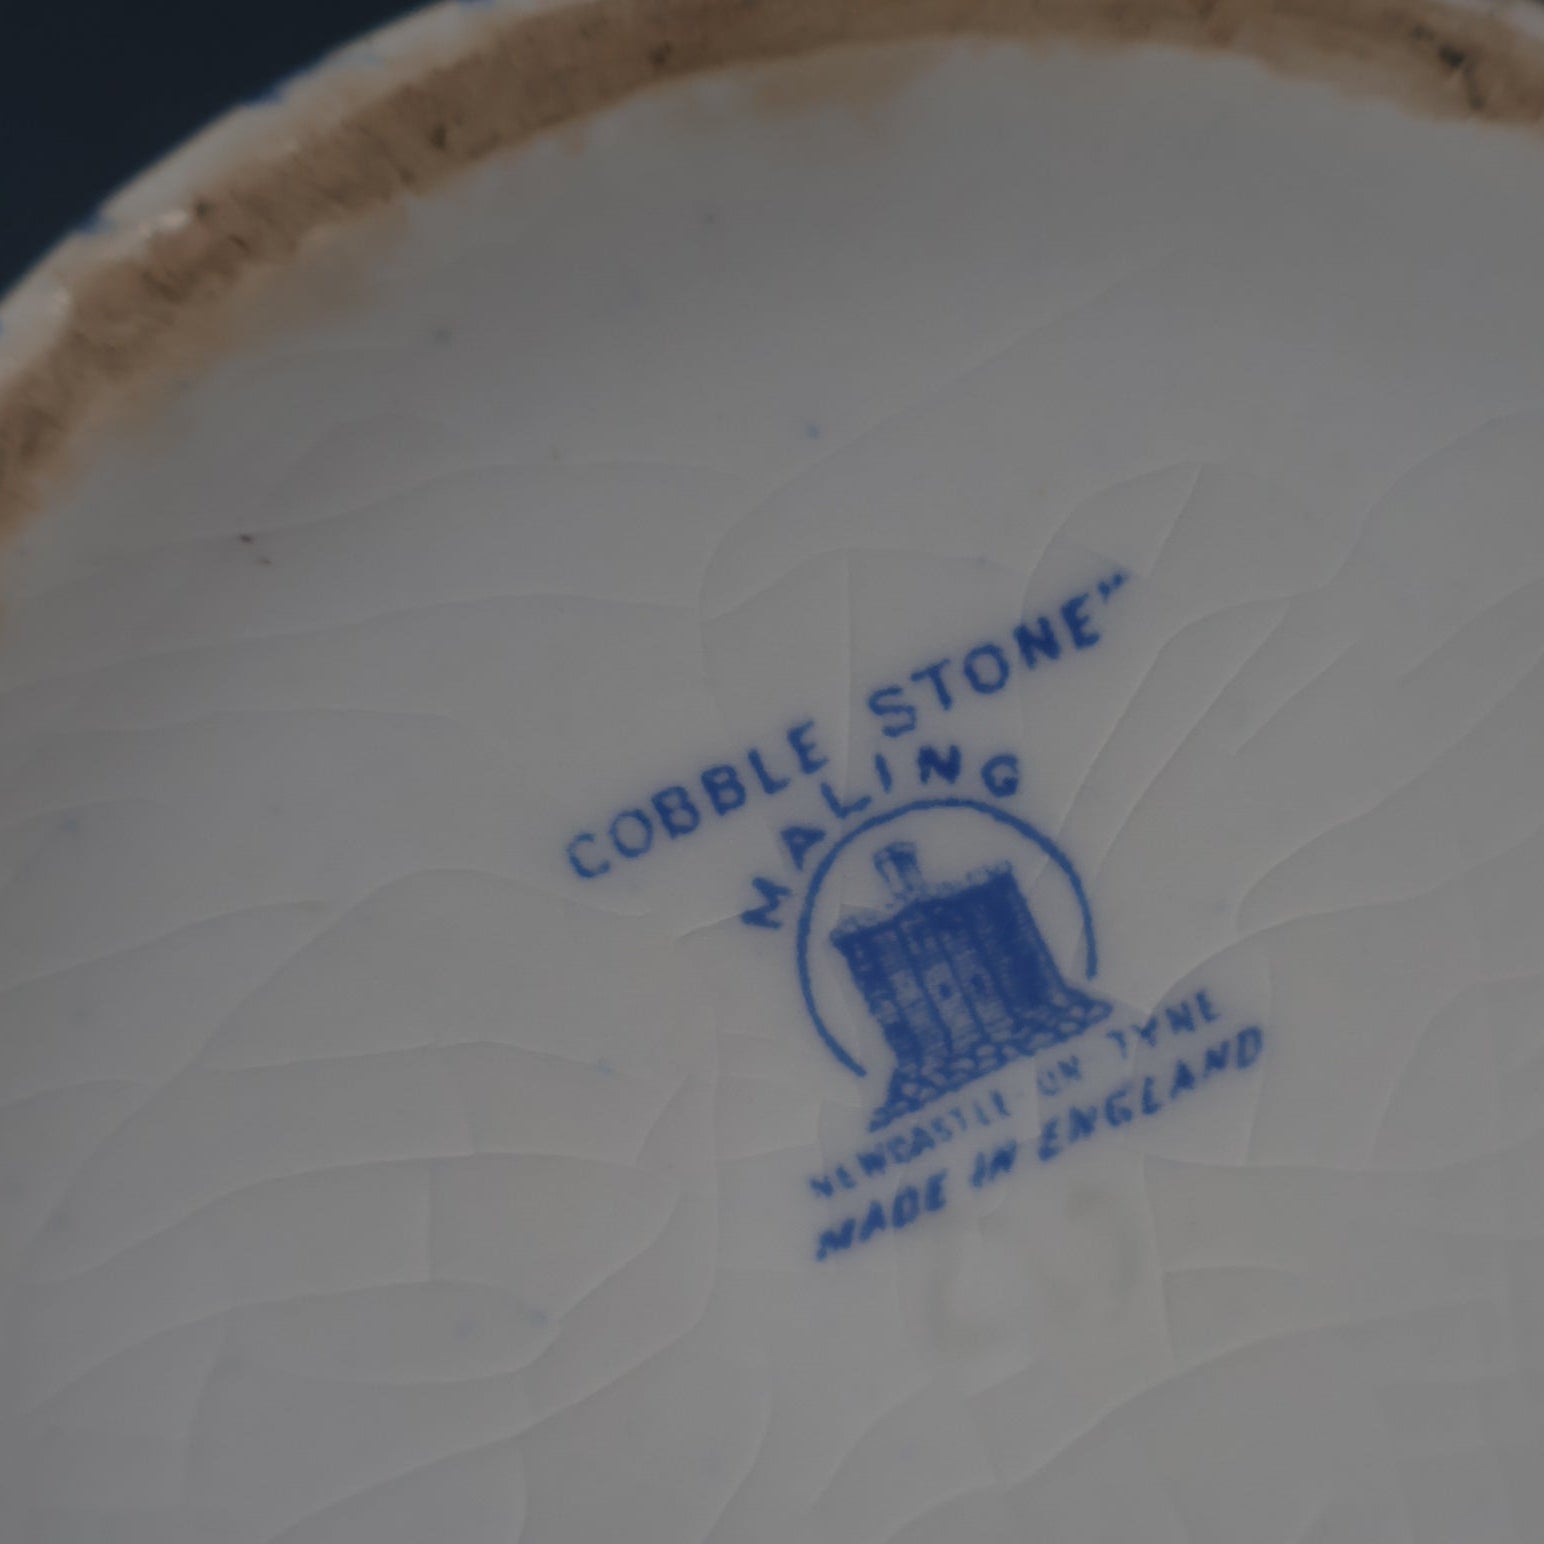 COBBLE STONE"
MALING
NEWCASTLE ON TYNE
MADE IN ENGLAND